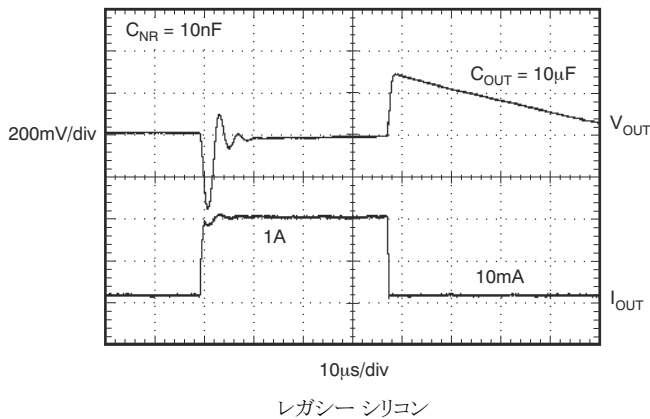 C_NR = 10nF
C_OUT = 10μF
200mV/div
V_OUT
1A
10mA
I_OUT
10μs/div
レガシー シリコン